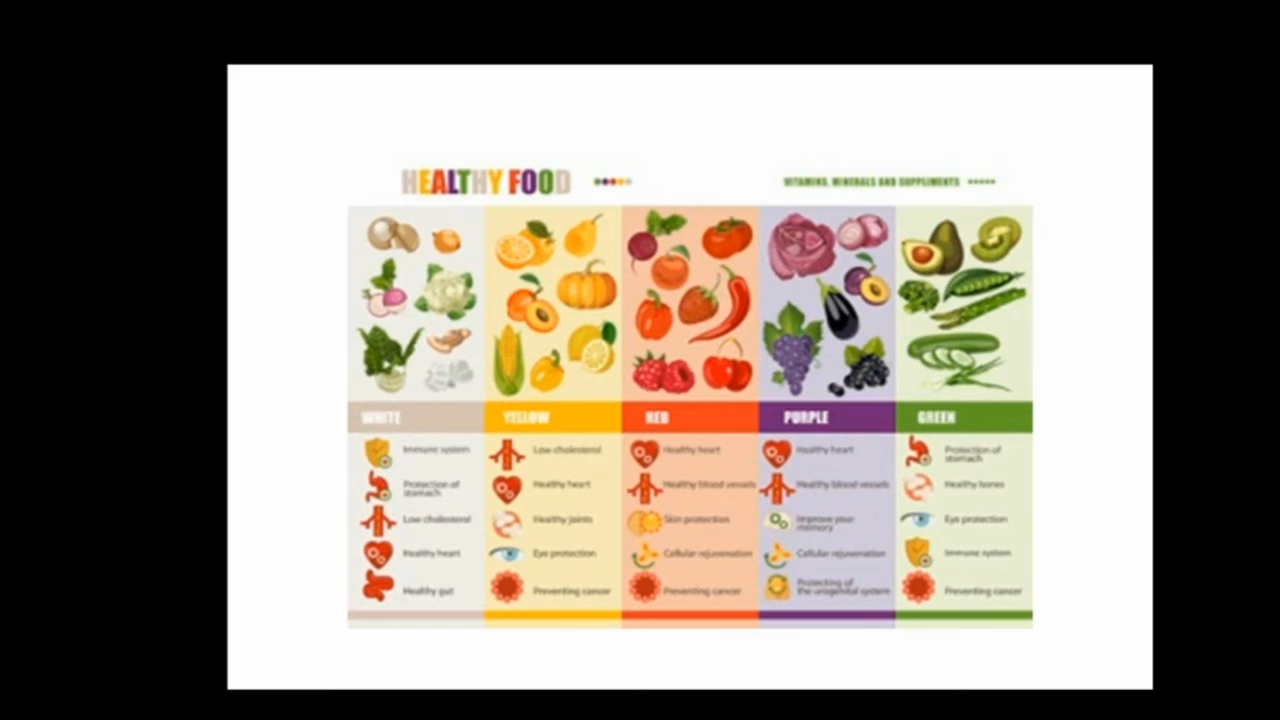 HEALTHY FOOD
VITAMINS, MINERALS AND SUPPLIMENTS
WHITE
Immune system
Protection of
stomach
Low cholesterol
Healthy heart
Healthy gut
YELLOW
Low cholesterol
Healthy heart
Healthy joints
Eye protection
Preventing cancer
RED
Healthy heart
Healthy blood vessels
Skin protection
Cellular rejuvenation
Preventing cancer
PURPLE
Healthy heart
Healthy blood vessels
Improve your
memory
Cellular rejuvenation
Protecting of
the urogenital system
GREEN
Protection of
stomach
Healthy bones
Eye protection
Immune system
Preventing cancer